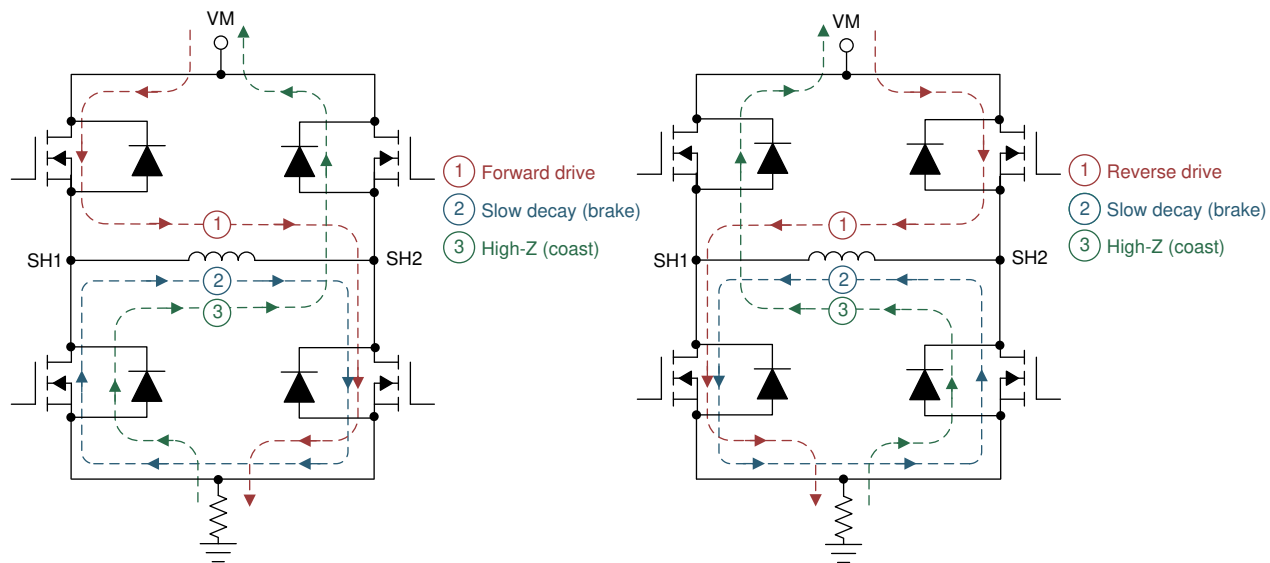 VM
1 Forward drive
2 Slow decay (brake)
3 High-Z (coast)
1
SH1
SH2
2
3
VM
1 Reverse drive
2 Slow decay (brake)
3 High-Z (coast)
1
SH1
SH2
2
3